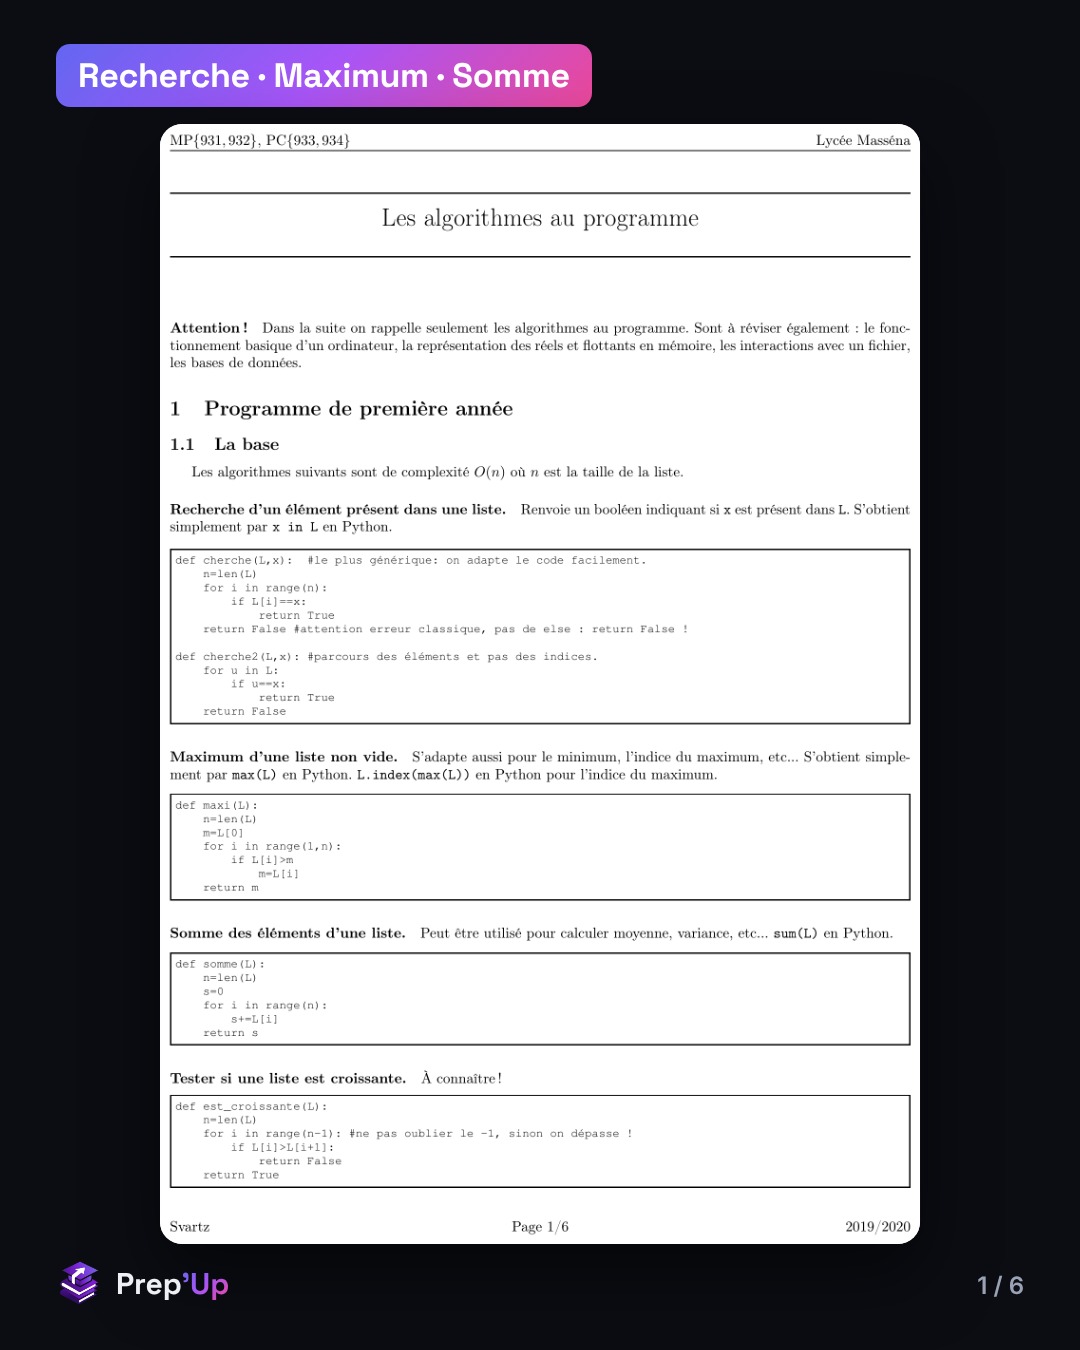 Recherche · Maximum · Somme
MP{931, 932}, PC{933, 934} Lycée Masséna
Les algorithmes au programme
Attention ! Dans la suite on rappelle seulement les algorithmes au programme. Sont à réviser également : le fonc-
tionnement basique d'un ordinateur, la représentation des réels et flottants en mémoire, les interactions avec un fichier,
les bases de données.
1 Programme de première année
1.1 La base
Les algorithmes suivants sont de complexité O(n) où n est la taille de la liste.
Recherche d'un élément présent dans une liste. Renvoie un booléen indiquant si x est présent dans L. S'obtient
simplement par x in L en Python.
def cherche(L,x):  #le plus générique: on adapte le code facilement.
    n=len(L)
    for i in range(n):
        if L[i]==x:
            return True
    return False #attention erreur classique, pas de else : return False !
def cherche2(L,x): #parcours des éléments et pas des indices.
    for u in L:
        if u==x:
            return True
    return False
Maximum d'une liste non vide. S'adapte aussi pour le minimum, l'indice du maximum, etc... S'obtient simple-
ment par max(L) en Python. L.index(max(L)) en Python pour l'indice du maximum.
def maxi(L):
    n=len(L)
    m=L[0]
    for i in range(1,n):
        if L[i]>m
            m=L[i]
    return m
Somme des éléments d'une liste. Peut être utilisé pour calculer moyenne, variance, etc... sum(L) en Python.
def somme(L):
    n=len(L)
    s=0
    for i in range(n):
        s+=L[i]
    return s
Tester si une liste est croissante. À connaître !
def est_croissante(L):
    n=len(L)
    for i in range(n-1): #ne pas oublier le -1, sinon on dépasse !
        if L[i]>L[i+1]:
            return False
    return True
Svartz Page 1/6 2019/2020
Prep'Up 1 / 6